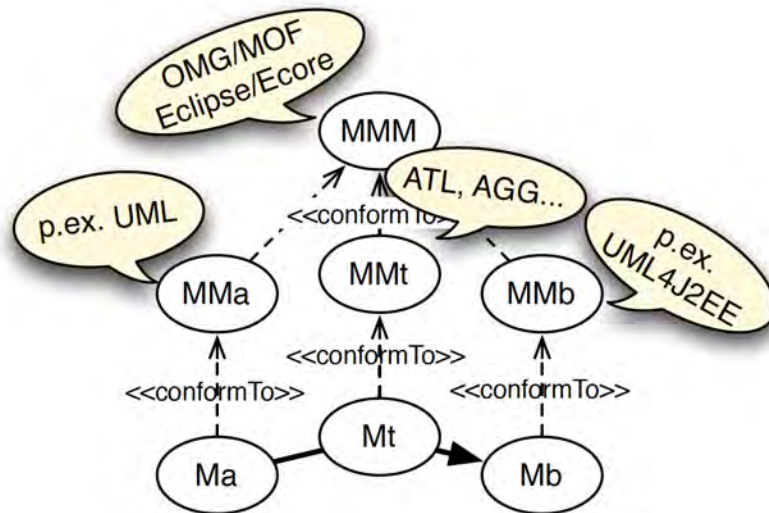 OMG/MOF
Eclipse/Ecore
MMM
ATL, AGG...
p.ex. UML
<<conformTo>
p.ex.
UML4J2EE
MMa
MMt
MMb
<<conformTo>>
<<conformTo>>
<<conformTo>>
Ma
Mt
Mb